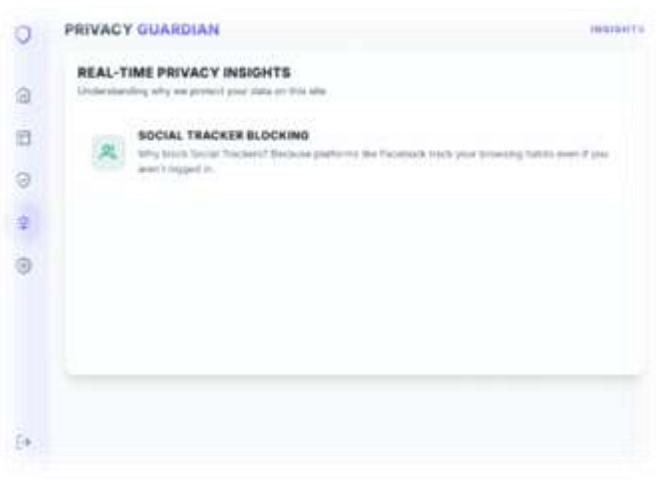 PRIVACY GUARDIAN
INSIGHTS
REAL-TIME PRIVACY INSIGHTS
Understanding why we protect your data on this site
SOCIAL TRACKER BLOCKING
Why block Social Trackers? Because platforms like Facebook track your browsing habits even if you
aren't logged in.